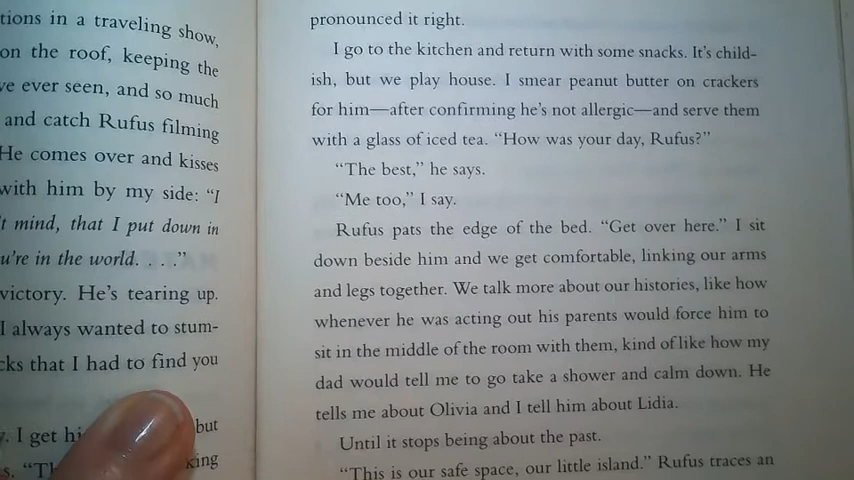 tions in a traveling show,
on the roof, keeping the
ve ever seen, and so much
and catch Rufus filming
He comes over and kisses
with him by my side: "I
't mind, that I put down in
u're in the world. . . ."
victory. He's tearing up.
I always wanted to stum-
cks that I had to find you
y. I get hi but
s. "Th king
pronounced it right.
I go to the kitchen and return with some snacks. It's child-
ish, but we play house. I smear peanut butter on crackers
for him—after confirming he's not allergic—and serve them
with a glass of iced tea. "How was your day, Rufus?"
"The best," he says.
"Me too," I say.
Rufus pats the edge of the bed. "Get over here." I sit
down beside him and we get comfortable, linking our arms
and legs together. We talk more about our histories, like how
whenever he was acting out his parents would force him to
sit in the middle of the room with them, kind of like how my
dad would tell me to go take a shower and calm down. He
tells me about Olivia and I tell him about Lidia.
Until it stops being about the past.
"This is our safe space, our little island." Rufus traces an